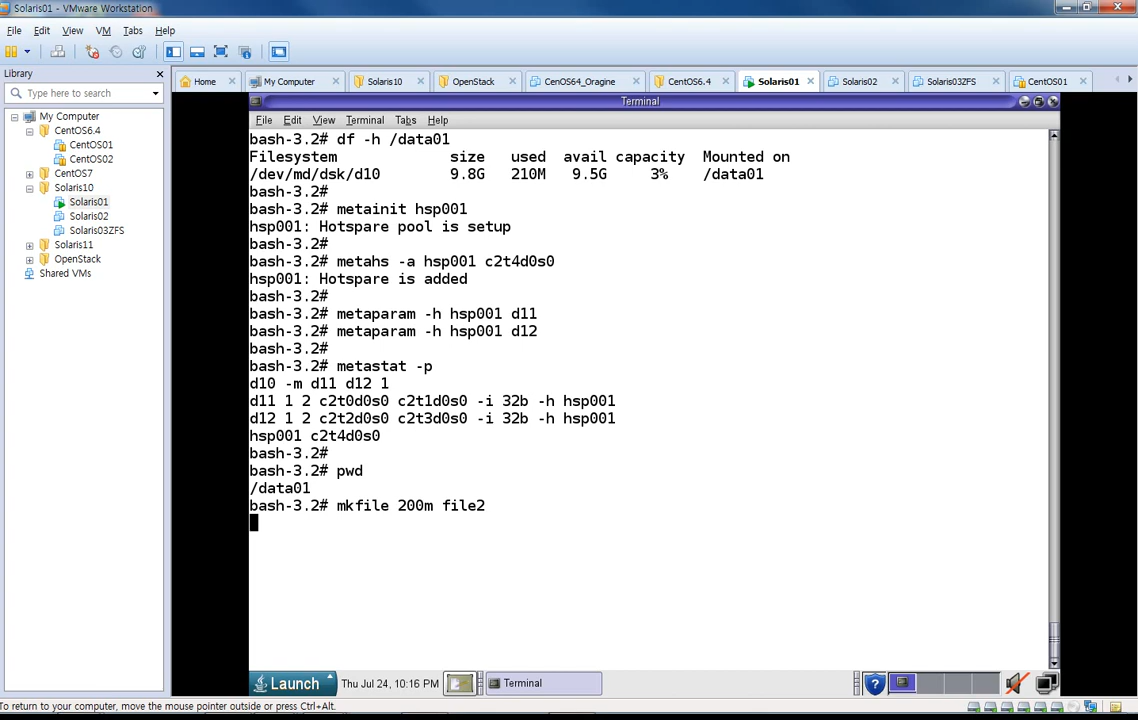 Solaris01 - VMware Workstation
File Edit View VM Tabs Help
Library
Type here to search
My Computer
CentOS6.4
CentOS01
CentOS02
CentOS7
Solaris10
Solaris01
Solaris02
Solaris03ZFS
Solaris11
OpenStack
Shared VMs
Home My Computer Solaris10 OpenStack CenOS64_Oragine CentOS6.4 Solaris01 Solaris02 Solaris03ZFS CentOS01
Terminal
File Edit View Terminal Tabs Help
bash-3.2# df -h /data01
Filesystem size used avail capacity Mounted on
/dev/md/dsk/d10 9.8G 210M 9.5G 3% /data01
bash-3.2#
bash-3.2# metainit hsp001
hsp001: Hotspare pool is setup
bash-3.2#
bash-3.2# metahs -a hsp001 c2t4d0s0
hsp001: Hotspare is added
bash-3.2#
bash-3.2# metaparam -h hsp001 d11
bash-3.2# metaparam -h hsp001 d12
bash-3.2#
bash-3.2# metastat -p
d10 -m d11 d12 1
d11 1 2 c2t0d0s0 c2t1d0s0 -i 32b -h hsp001
d12 1 2 c2t2d0s0 c2t3d0s0 -i 32b -h hsp001
hsp001 c2t4d0s0
bash-3.2#
bash-3.2# pwd
/data01
bash-3.2# mkfile 200m file2
Launch Thu Jul 24, 10:16 PM Terminal
To return to your computer, move the mouse pointer outside or press Ctrl+Alt.